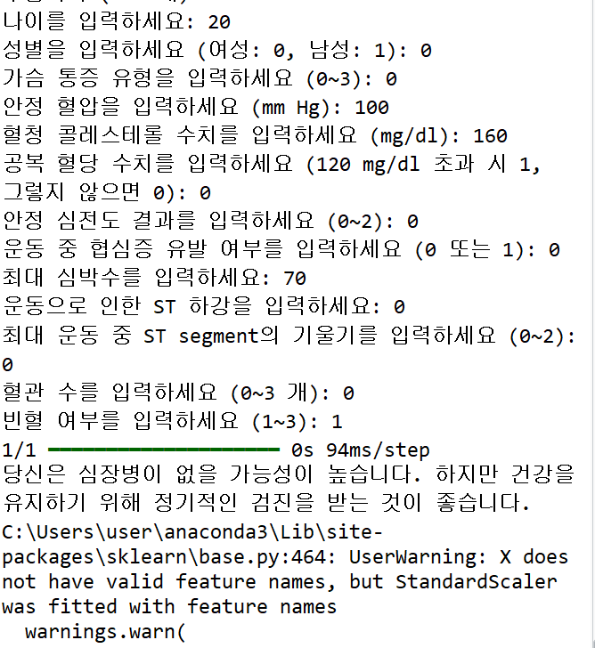 나이를 입력하세요: 20
성별을 입력하세요 (여성: 0, 남성: 1): 0
가슴 통증 유형을 입력하세요 (0~3): 0
안정 혈압을 입력하세요 (mm Hg): 100
혈청 콜레스테롤 수치를 입력하세요 (mg/dl): 160
공복 혈당 수치를 입력하세요 (120 mg/dl 초과 시 1,
그렇지 않으면 0): 0
안정 심전도 결과를 입력하세요 (0~2): 0
운동 중 협심증 유발 여부를 입력하세요 (0 또는 1): 0
최대 심박수를 입력하세요: 70
운동으로 인한 ST 하강을 입력하세요: 0
최대 운동 중 ST segment의 기울기를 입력하세요 (0~2):
0
혈관 수를 입력하세요 (0~3 개): 0
빈혈 여부를 입력하세요 (1~3): 1
1/1 ━━━━━━━━━━━━━━━━━━━━ 0s 94ms/step
당신은 심장병이 없을 가능성이 높습니다. 하지만 건강을
유지하기 위해 정기적인 검진을 받는 것이 좋습니다.
C:\Users\user\anaconda3\Lib\site-
packages\sklearn\base.py:464: UserWarning: X does
not have valid feature names, but StandardScaler
was fitted with feature names
  warnings.warn(